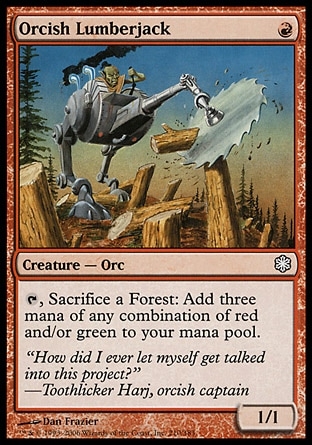 Orcish Lumberjack
Creature — Orc
, Sacrifice a Forest: Add three
mana of any combination of red
and/or green to your mana pool.
"How did I ever let myself get talked
into this project?"
—Toothlicker Harj, orcish captain
Dan Frazier
1/1